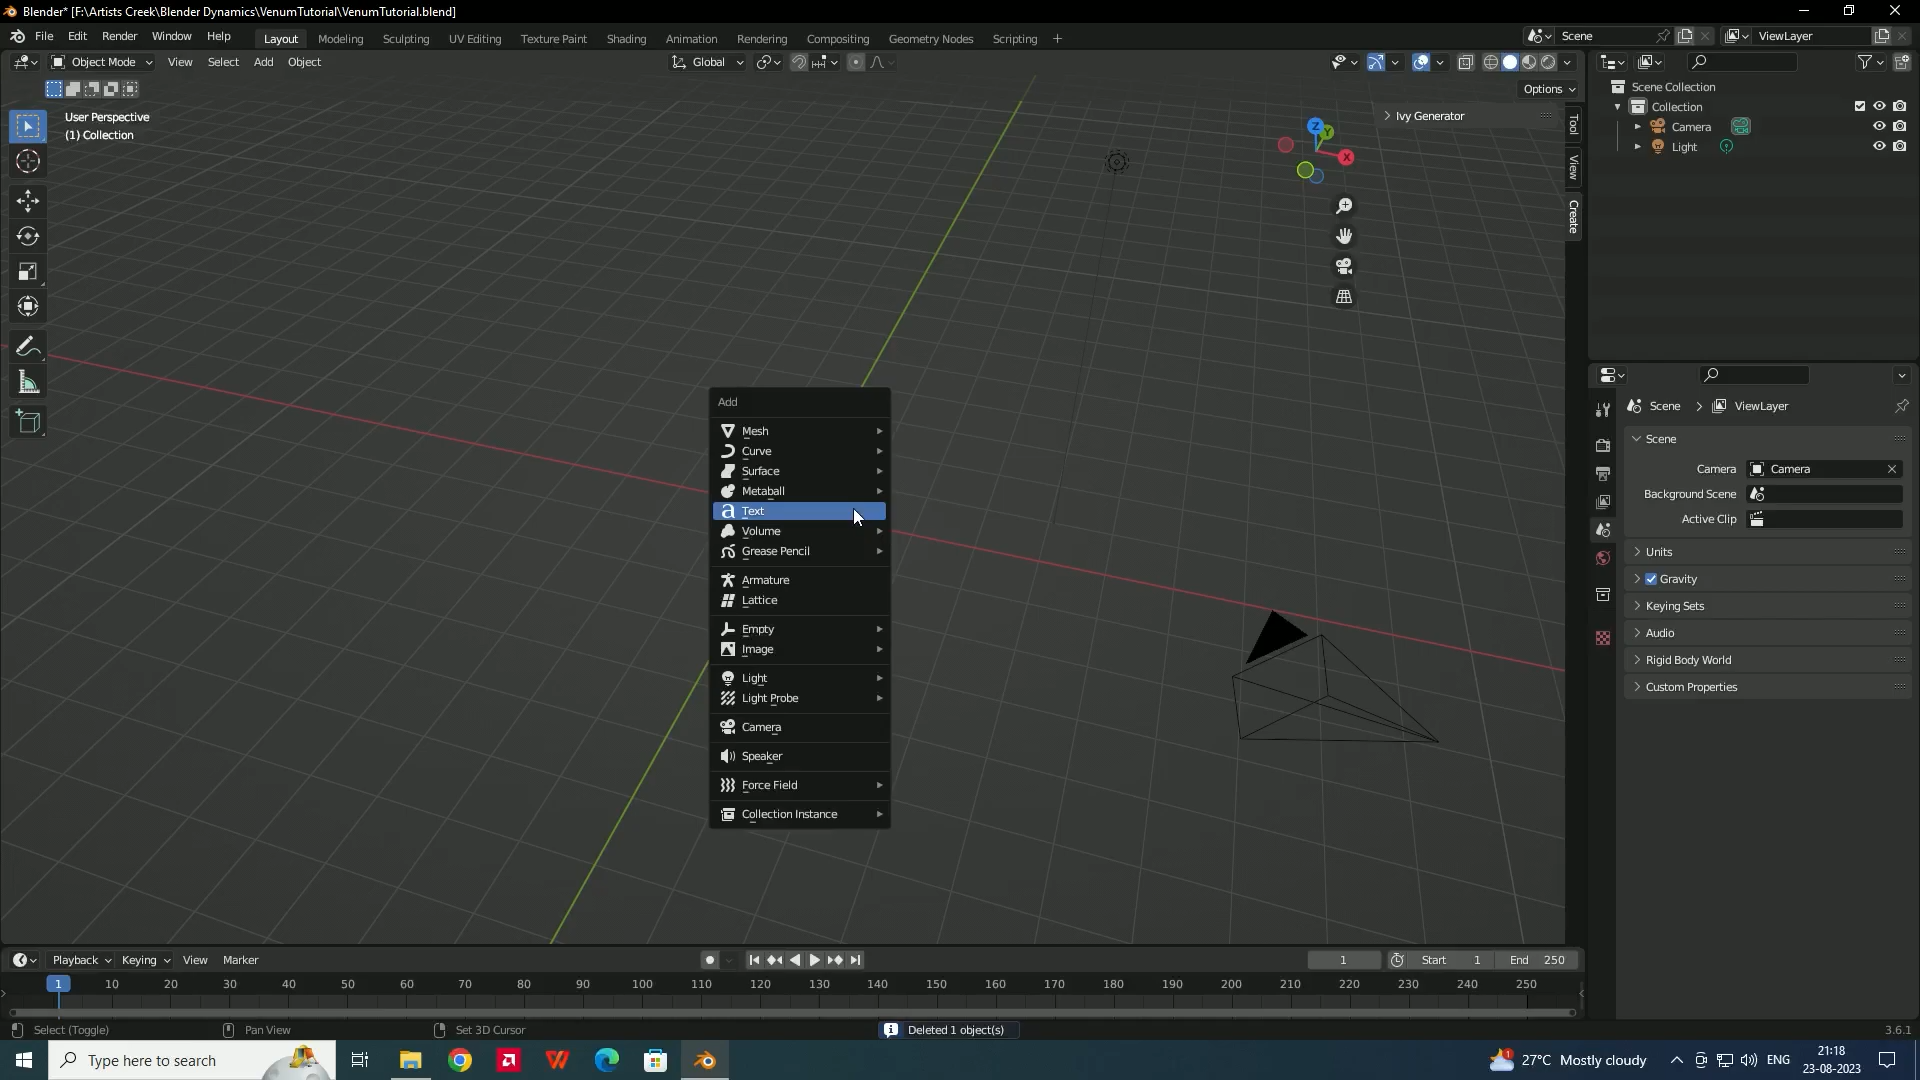 Blender* [F:\Artists Creek\Blender Dynamics\VenumTutorial\VenumTutorial.blend]
File Edit Render Window Help Layout Modeling Sculpting UV Editing Texture Paint Shading Animation Rendering Compositing Geometry Nodes Scripting + Scene ViewLayer
Object Mode View Select Add Object Global
Options
User Perspective
(1) Collection
Ivy Generator
Z
Y
X
Tool
View
Create
Scene Collection
Collection
Camera
Light
Add
Mesh
Curve
Surface
Metaball
Text
Volume
Grease Pencil
Armature
Lattice
Empty
Image
Light
Light Probe
Camera
Speaker
Force Field
Collection Instance
Scene > ViewLayer
Scene
Camera Camera
Background Scene
Active Clip
Units
Gravity
Keying Sets
Audio
Rigid Body World
Custom Properties
Playback Keying View Marker 1 Start 1 End 250
1 10 20 30 40 50 60 70 80 90 100 110 120 130 140 150 160 170 180 190 200 210 220 230 240 250
Select (Toggle) Pan View Set 3D Cursor Deleted 1 object(s) 3.6.1
Type here to search 27°C Mostly cloudy ENG 21:18
23-08-2023